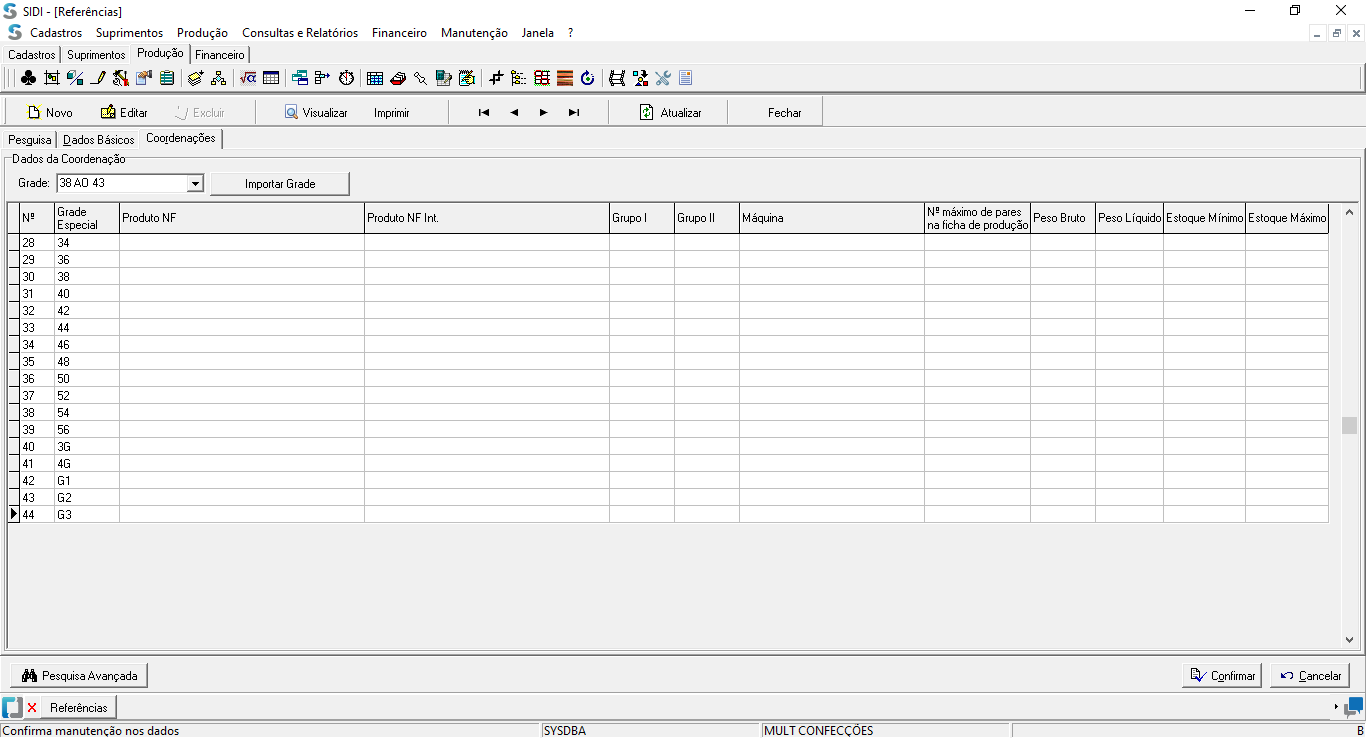 SIDI - [Referências]
Cadastros Suprimentos Produção Consultas e Relatórios Financeiro Manutenção Janela ?
Cadastros Suprimentos Produção Financeiro
Novo Editar Excluir Visualizar Imprimir Atualizar Fechar
Pesquisa Dados Básicos Coordenações
Dados da Coordenação
Grade: 38 AO 43 Importar Grade
Nº Grade Especial Produto NF Produto NF Int. Grupo I Grupo II Máquina Nº máximo de pares na ficha de produção Peso Bruto Peso Líquido Estoque Mínimo Estoque Máximo
28 34
29 36
30 38
31 40
32 42
33 44
34 46
35 48
36 50
37 52
38 54
39 56
40 3G
41 4G
42 G1
43 G2
44 G3
Pesquisa Avançada Confirmar Cancelar
Referências
Confirma manutenção nos dados SYSDBA MULT CONFECÇÕES B